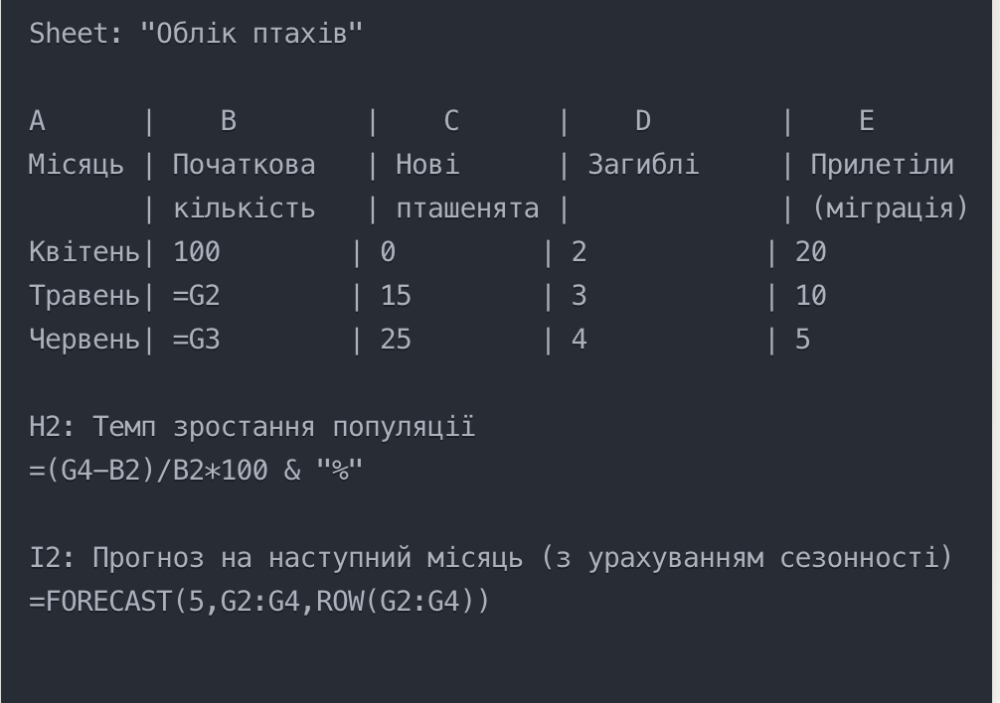 Sheet: "Облік птахів"
A | B | C | D | E
Місяць | Початкова | Нові | Загиблі | Прилетіли
| кількість | пташенята | | (міграція)
Квітень| 100 | 0 | 2 | 20
Травень| =G2 | 15 | 3 | 10
Червень| =G3 | 25 | 4 | 5
H2: Темп зростання популяції
=(G4−B2)/B2*100 & "%"
I2: Прогноз на наступний місяць (з урахуванням сезонності)
=FORECAST(5,G2:G4,ROW(G2:G4))